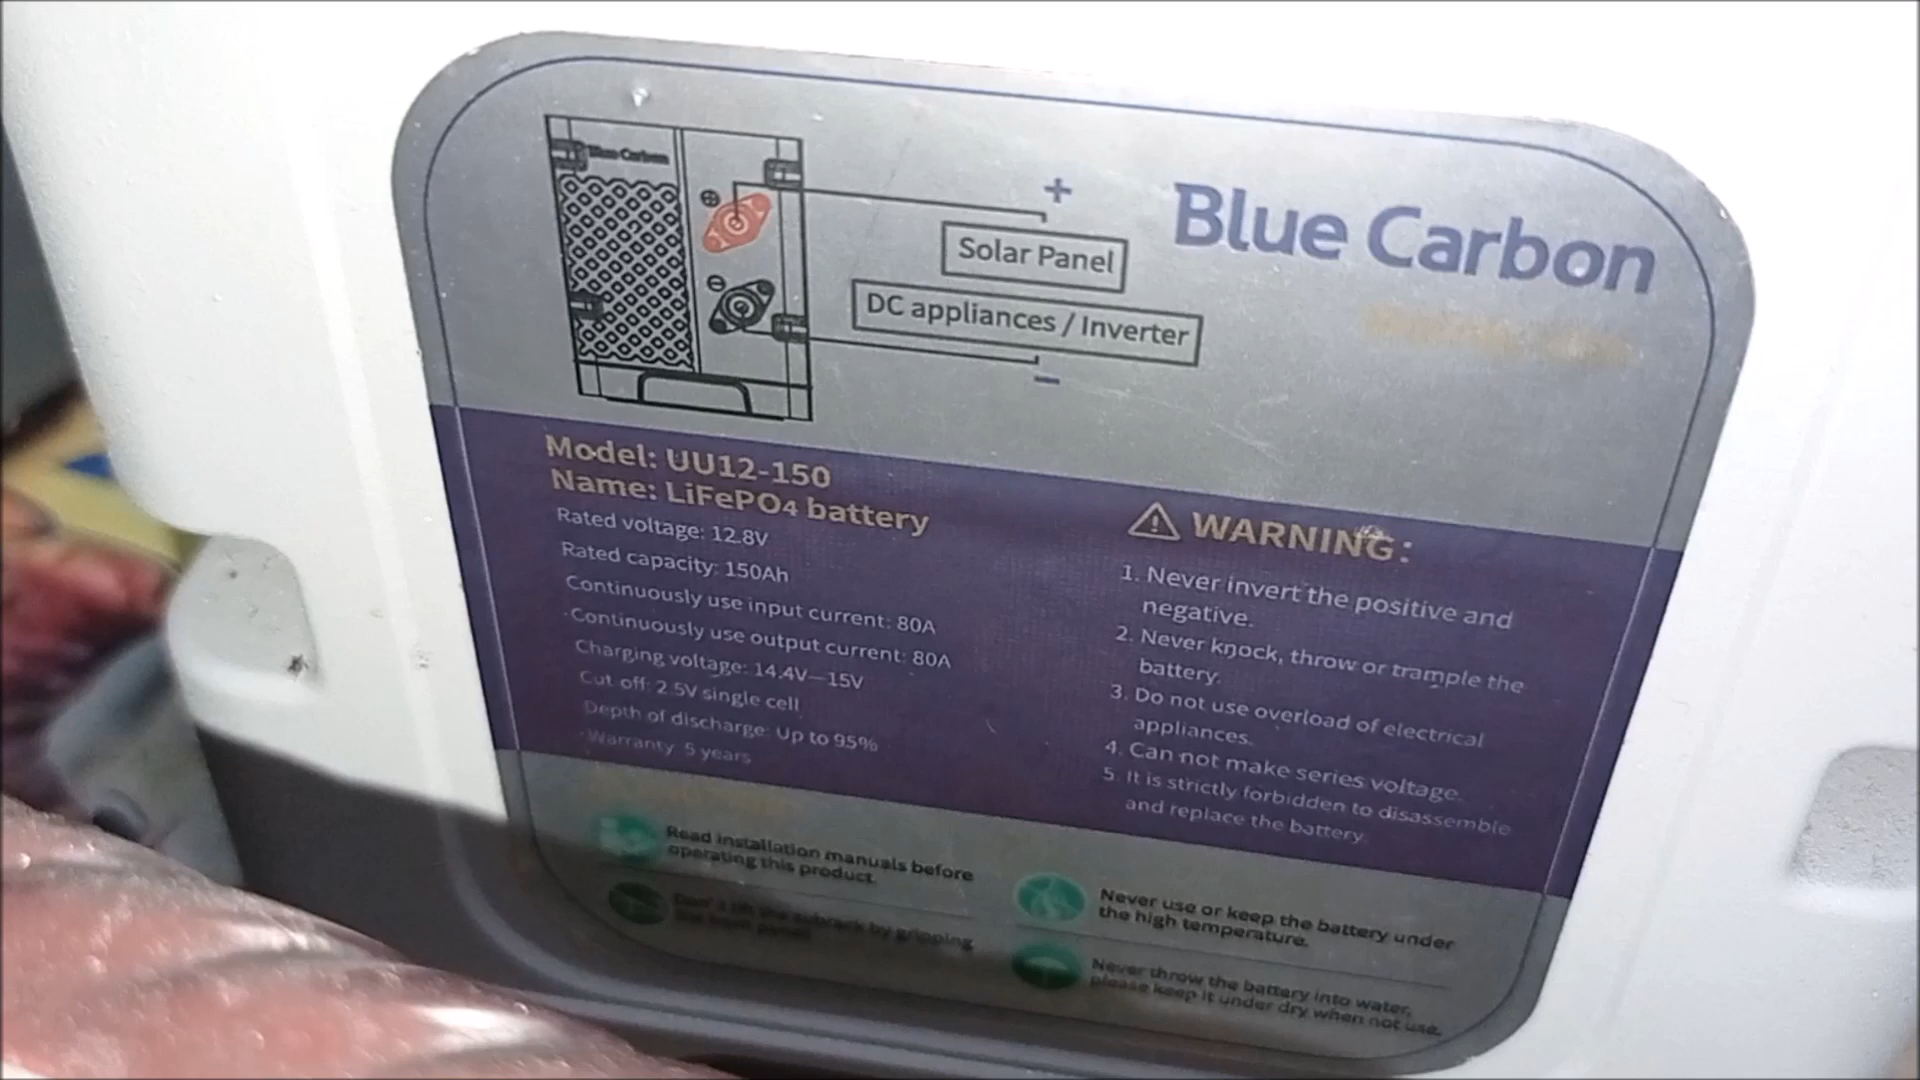 Blue Carbon
+
Solar Panel
Blue Carbon
DC appliances / Inverter
Model: UU12-150
Name: LiFePO4 battery
Rated voltage: 12.8V
Rated capacity: 150Ah
Continuously use input current: 80A
·Continuously use output current: 80A
Charging voltage: 14.4V—15V
Cut-off: 2.5V single cell
Depth of discharge: Up to 95%
·Warranty 5 years
WARNING:
1. Never invert the positive and
negative.
2. Never knock, throw or trample the
battery.
3. Do not use overload of electrical
appliances.
4. Can not make series voltage.
5. It is strictly forbidden to disassemble
and replace the battery.
Read installation manuals before
operating this product.
subrack by gripping
Never use or keep the battery under
the high temperature.
Never throw the battery into water,
please keep it under dry when not use.